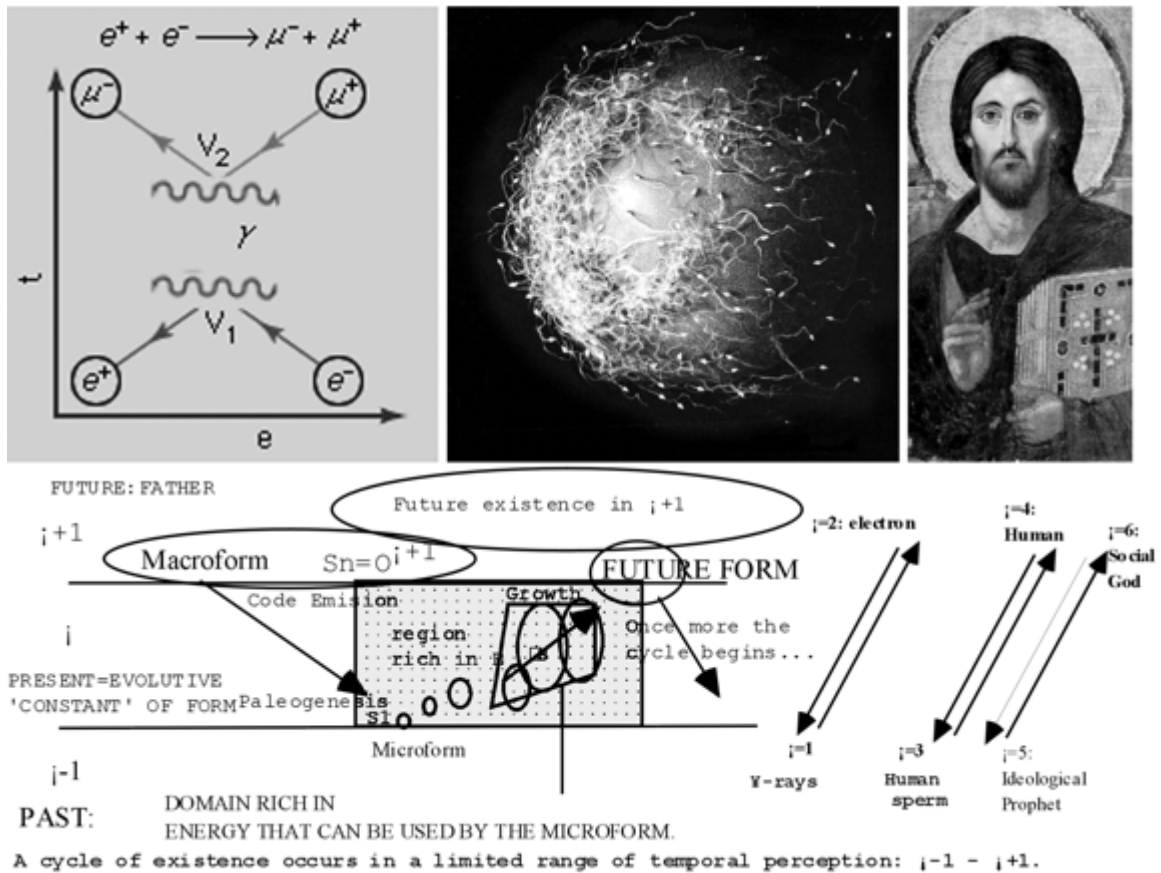 e⁺ + e⁻ ⟶ μ⁻ + μ⁺
μ⁻
μ⁺
V₂
γ
t
V₁
e⁺
e⁻
e
FUTURE: FATHER
Future existence in ¡+1
¡+1
Macroform
Sn=O¡+1
FUTURE FORM
Code Emision
Growth
¡
region
rich in
Once more the
cycle begins...
PRESENT=EVOLUTIVE
'CONSTANT' OF FORM
Paleogenesis
S1
Microform
¡-1
PAST:
DOMAIN RICH IN
ENERGY THAT CAN BE USED BY THE MICROFORM.
¡=2: electron
¡=4:
Human
¡=6:
Social
God
¡=1
¥-rays
¡=3
Human
sperm
¡=5:
Ideological
Prophet
A cycle of existence occurs in a limited range of temporal perception: ¡-1 - ¡+1.